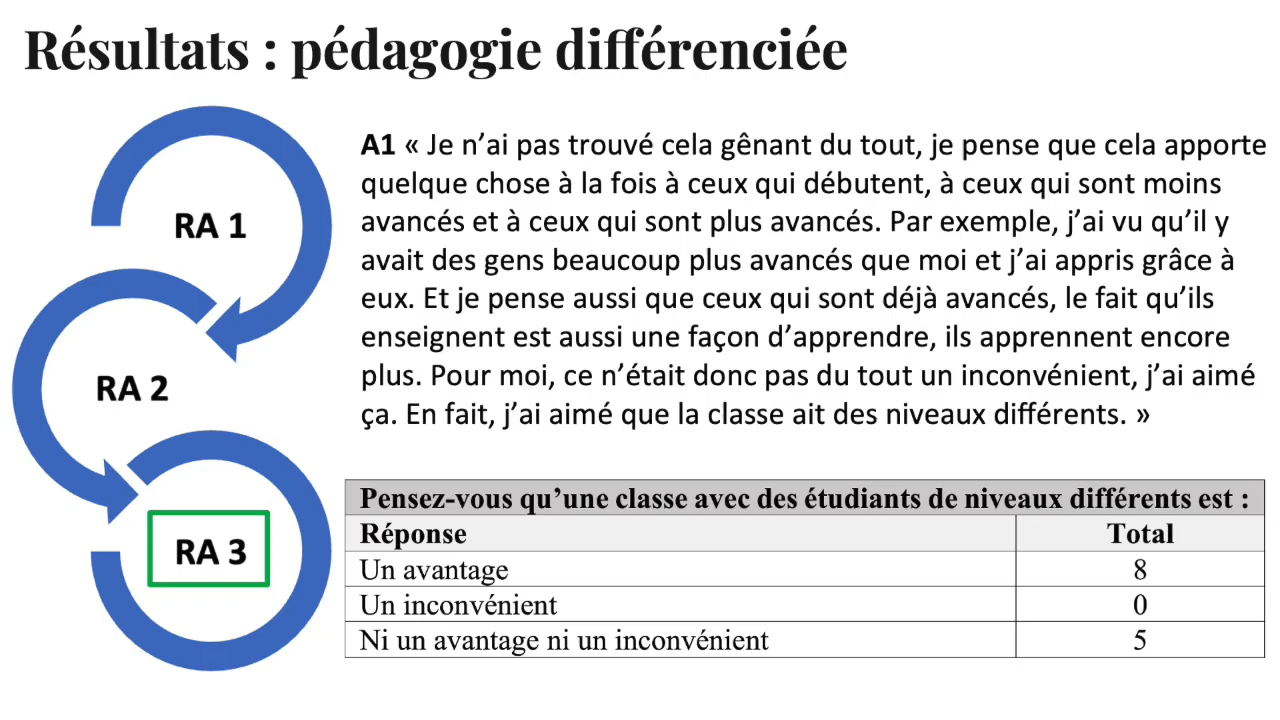 Résultats : pédagogie différenciée
RA 1
RA 2
RA 3
A1 « Je n’ai pas trouvé cela gênant du tout, je pense que cela apporte
quelque chose à la fois à ceux qui débutent, à ceux qui sont moins
avancés et à ceux qui sont plus avancés. Par exemple, j’ai vu qu’il y
avait des gens beaucoup plus avancés que moi et j’ai appris grâce à
eux. Et je pense aussi que ceux qui sont déjà avancés, le fait qu’ils
enseignent est aussi une façon d’apprendre, ils apprennent encore
plus. Pour moi, ce n’était donc pas du tout un inconvénient, j’ai aimé
ça. En fait, j’ai aimé que la classe ait des niveaux différents. »
Pensez-vous qu’une classe avec des étudiants de niveaux différents est :
Réponse Total
Un avantage 8
Un inconvénient 0
Ni un avantage ni un inconvénient 5